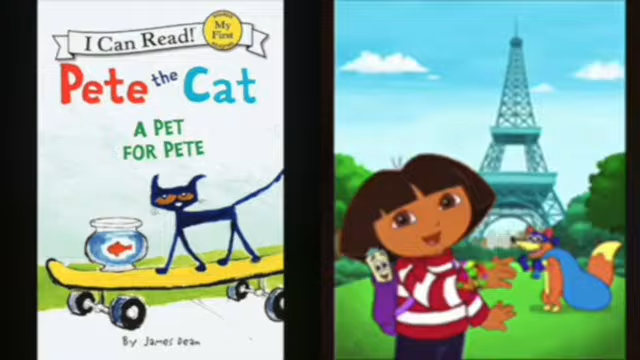 I Can Read!
My
First
Pete the Cat
A PET
FOR PETE
By James Dean